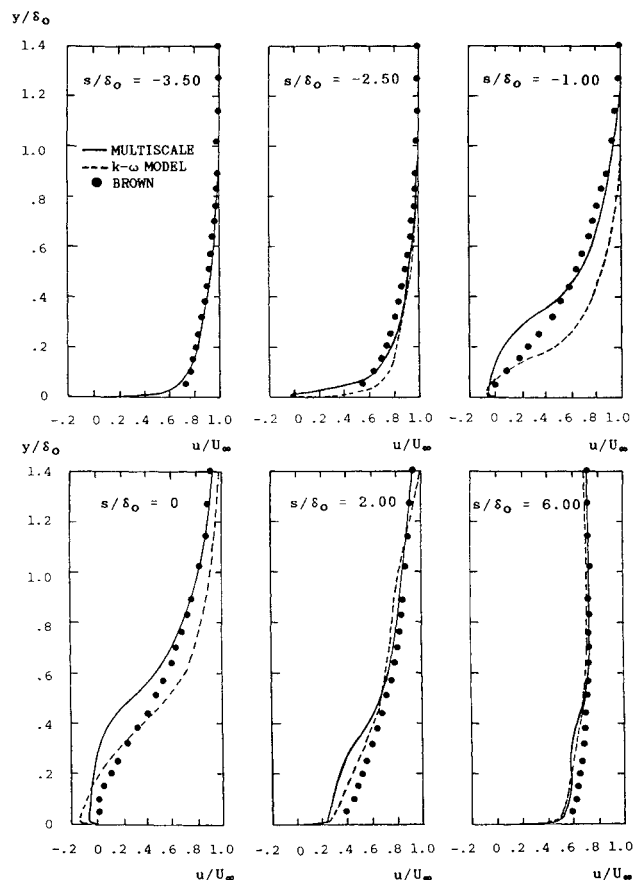 y/δo
1.4
1.2
1.0
.8
.6
.4
.2
0
s/δo = -3.50
s/δo = -2.50
s/δo = -1.00
MULTISCALE
k-ω MODEL
BROWN
-.2 0 .2 .4 .6 .8 1.0
-.2 0 .2 .4 .6 .8 1.0
-.2 0 .2 .4 .6 .8 1.0
y/δo
u/U∞
u/U∞
u/U∞
1.4
1.2
1.0
.8
.6
.4
.2
0
s/δo = 0
s/δo = 2.00
s/δo = 6.00
-.2 0 .2 .4 .6 .8 1.0
-.2 0 .2 .4 .6 .8 1.0
-.2 0 .2 .4 .6 .8 1.0
u/U∞
u/U∞
u/U∞